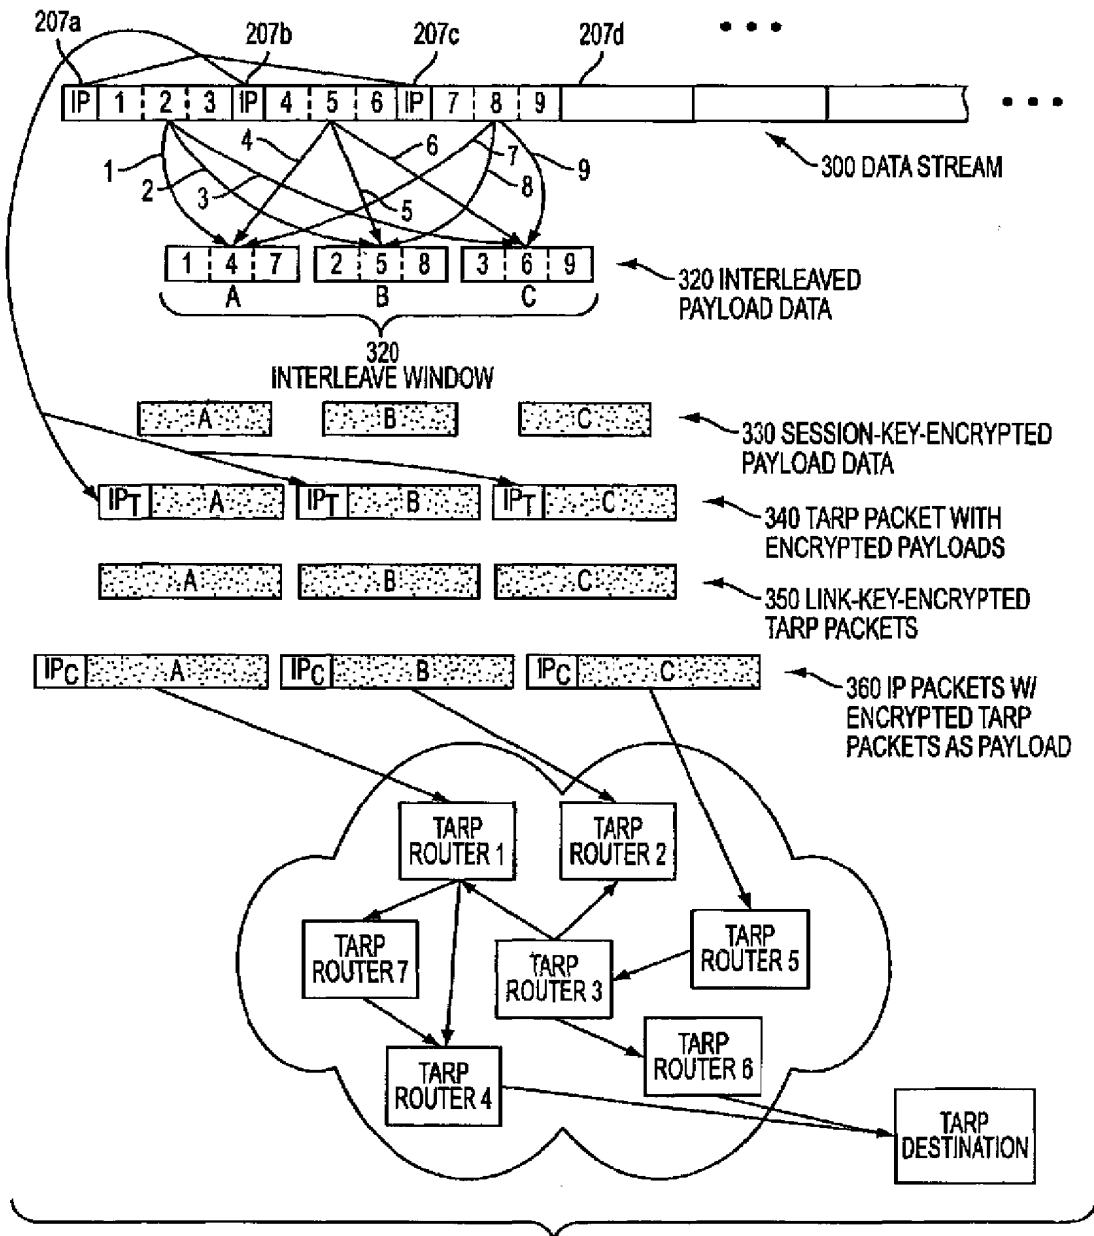 207a
207b
207c
207d
IP 1 2 3 IP 4 5 6 IP 7 8 9
300 DATA STREAM
1
2
3
4
5
6
7
8
9
1 4 7
2 5 8
3 6 9
A
B
C
320 INTERLEAVED
PAYLOAD DATA
320
INTERLEAVE WINDOW
A
B
C
330 SESSION-KEY-ENCRYPTED
PAYLOAD DATA
IPT A
IPT B
IPT C
340 TARP PACKET WITH
ENCRYPTED PAYLOADS
A
B
C
350 LINK-KEY-ENCRYPTED
TARP PACKETS
IPC A
IPC B
IPC C
360 IP PACKETS W/
ENCRYPTED TARP
PACKETS AS PAYLOAD
TARP
ROUTER 1
TARP
ROUTER 2
TARP
ROUTER 5
TARP
ROUTER 7
TARP
ROUTER 3
TARP
ROUTER 6
TARP
ROUTER 4
TARP
DESTINATION